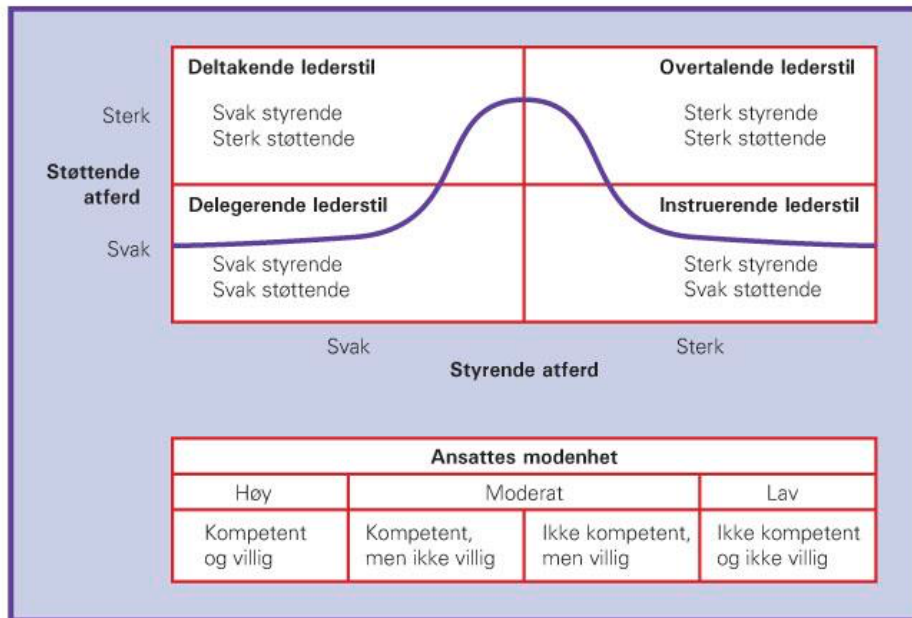 Deltakende lederstil
Overtalende lederstil
Sterk
Svak styrende
Sterk støttende
Sterk styrende
Sterk støttende
Støttende
atferd
Delegerende lederstil
Instruerende lederstil
Svak
Svak styrende
Svak støttende
Sterk styrende
Svak støttende
Svak
Sterk
Styrende atferd
Ansattes modenhet
Høy
Moderat
Lav
Kompetent
og villig
Kompetent,
men ikke villig
Ikke kompetent,
men villig
Ikke kompetent
og ikke villig